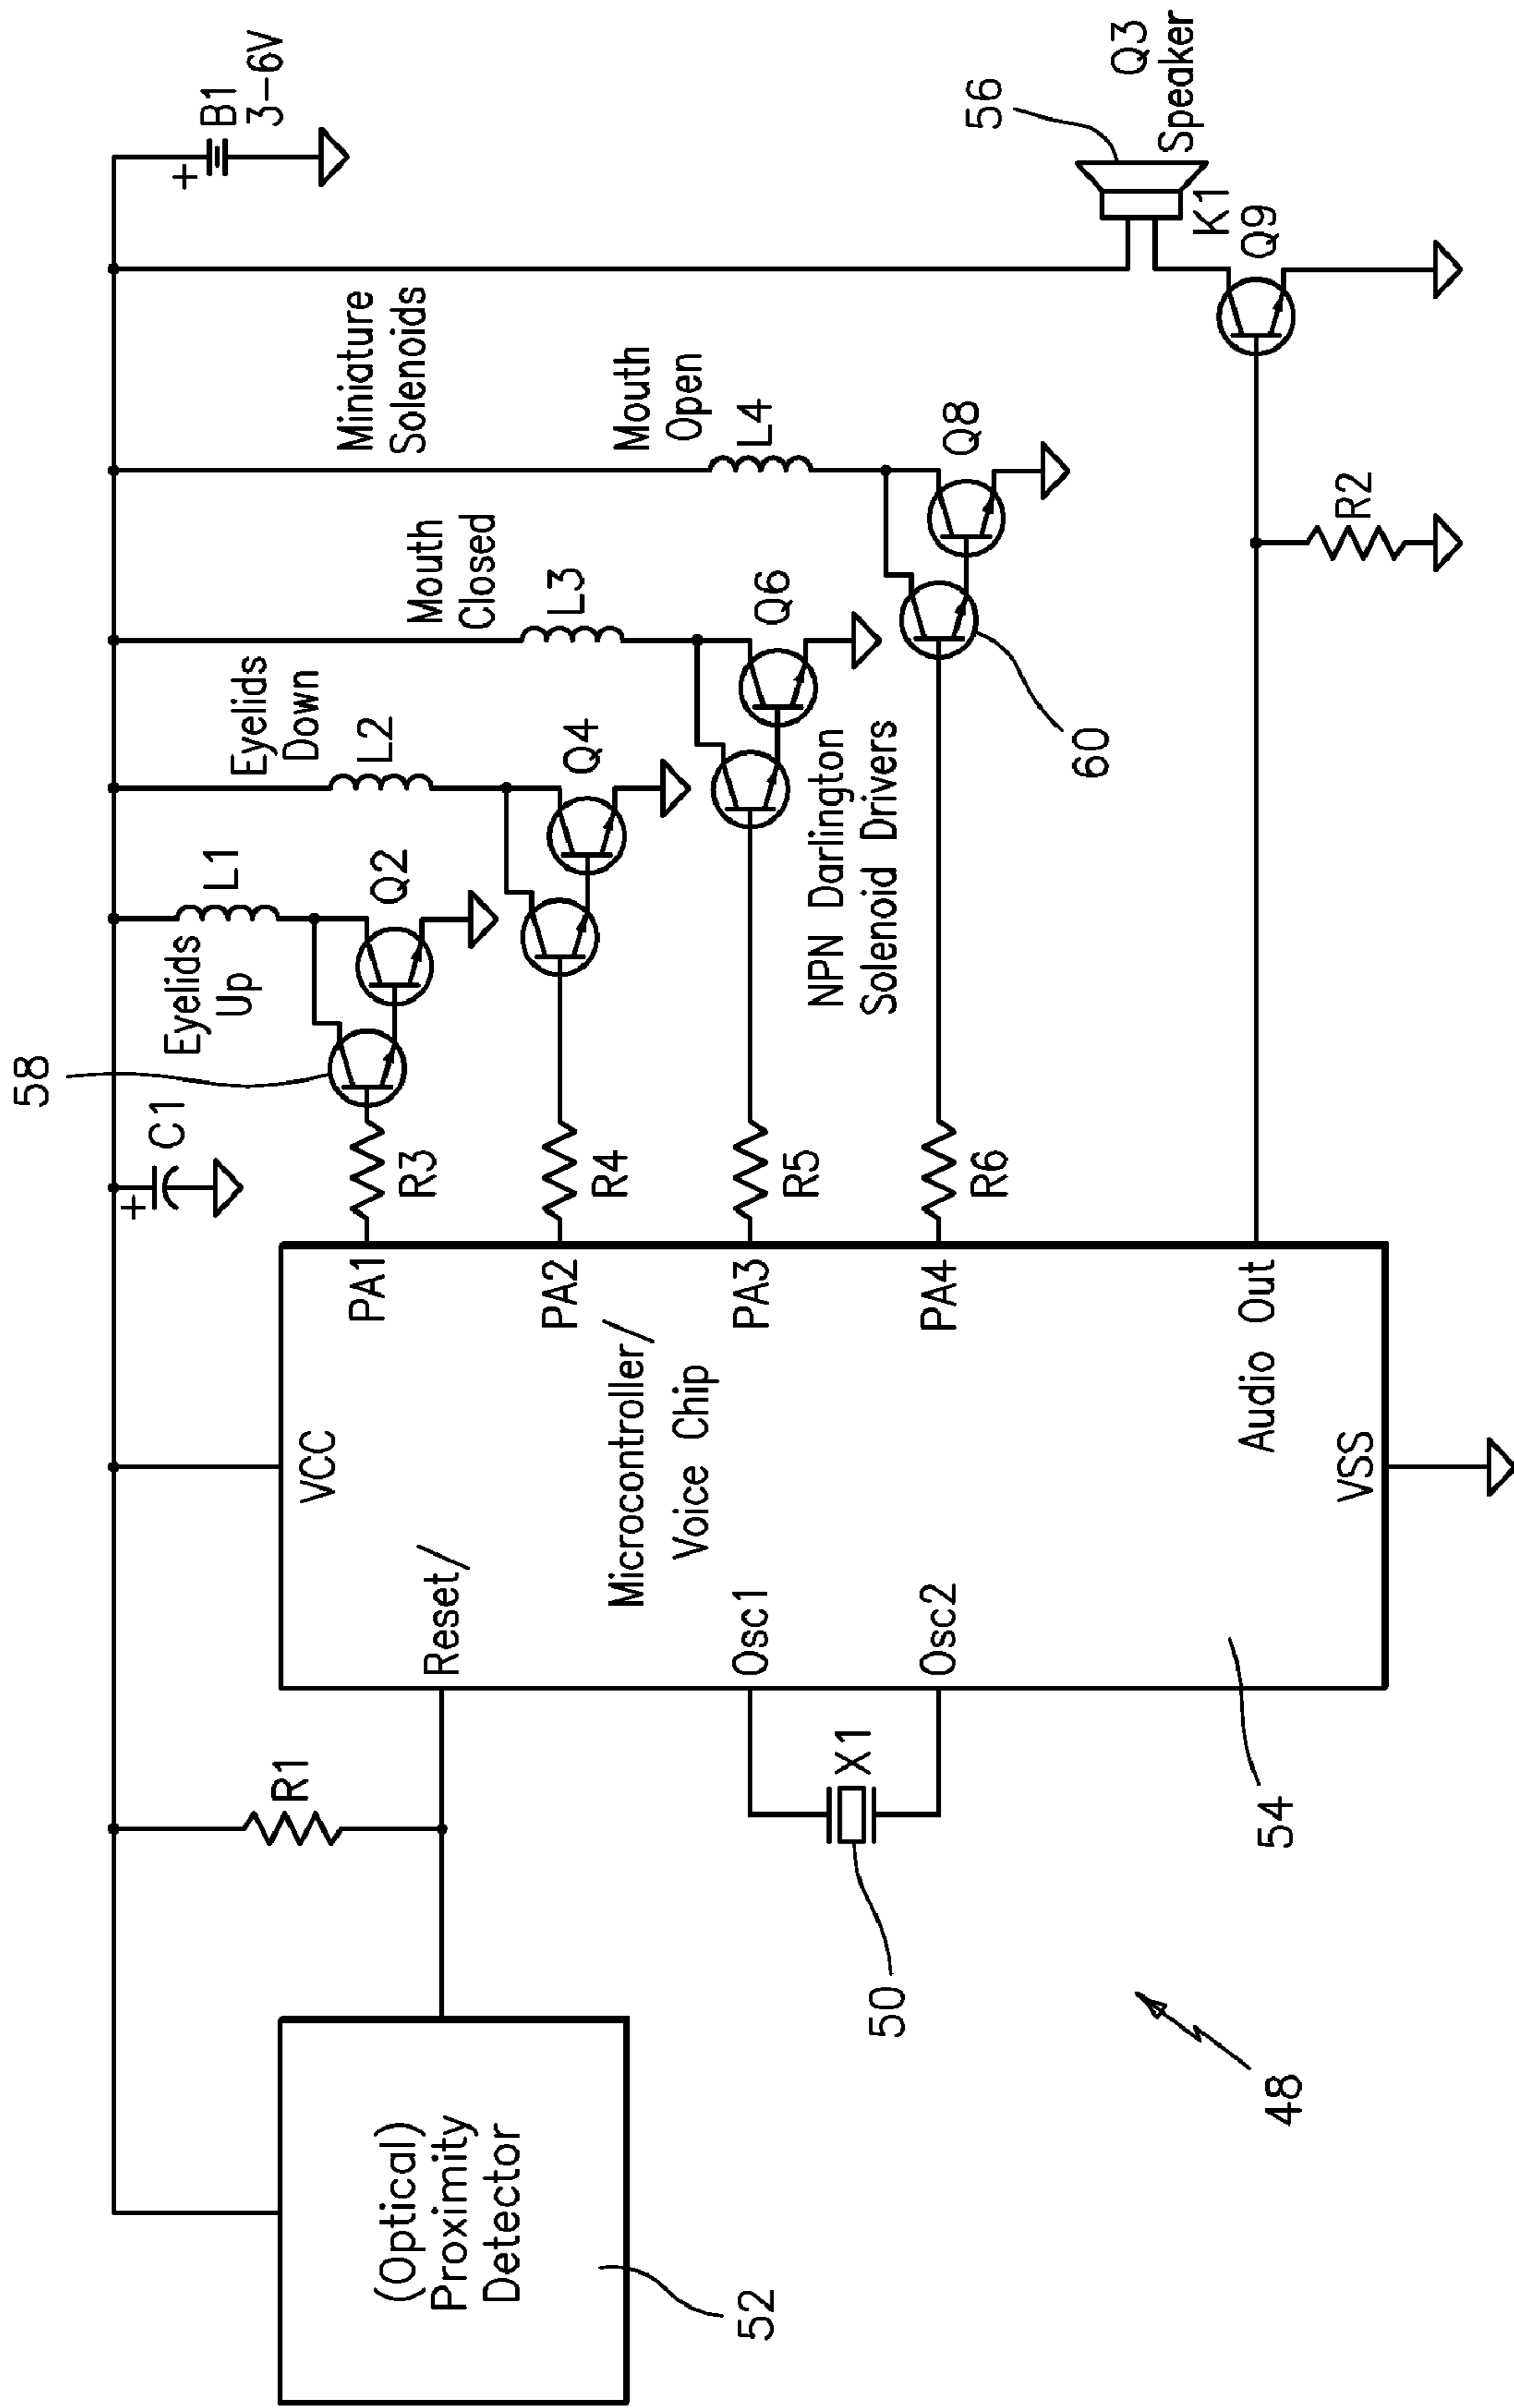 B1
3-6V
+
C1
+
58
Eyelids
Up
L1
Q2
Eyelids
Down
L2
Q4
Mouth
Closed
L3
Q6
Miniature
Solenoids
Mouth
Open
L4
Q8
60
NPN Darlington
Solenoid Drivers
56
Q3
Speaker
K1
Q9
R2
R3
R4
R5
R6
R1
(Optical)
Proximity
Detector
52
VCC
Reset/
Microcontroller/
Voice Chip
PA1
PA2
PA3
PA4
Osc1
Osc2
Audio Out
VSS
X1
50
54
48